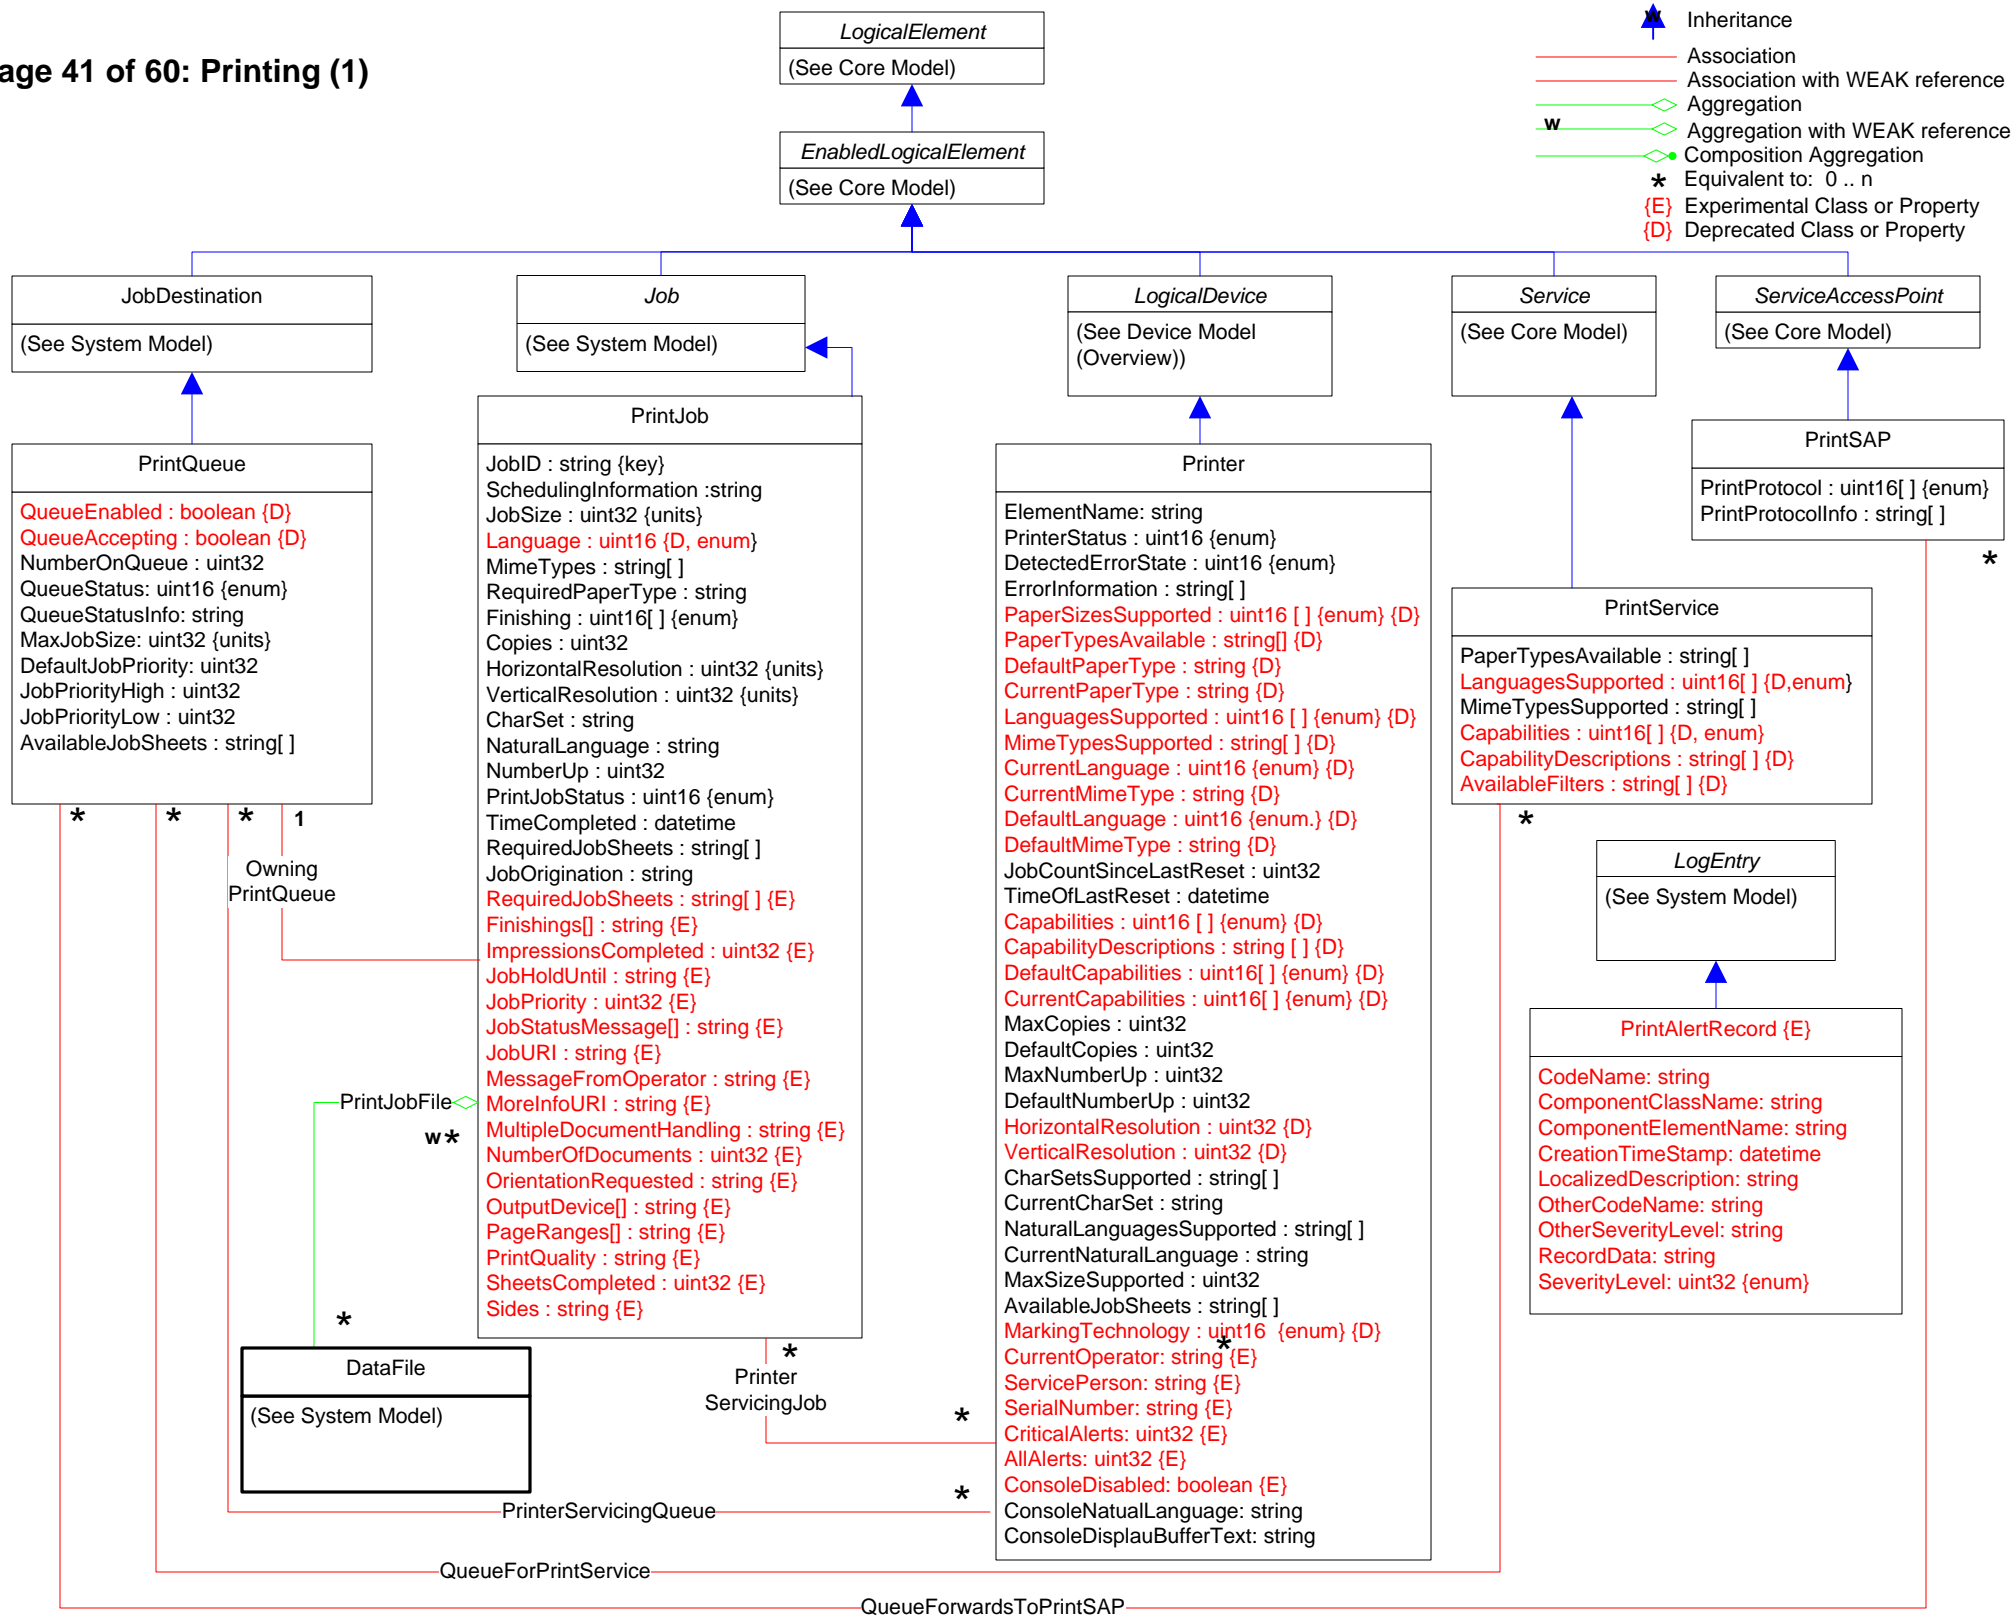 age 41 of 60: Printing (1)
LogicalElement
(See Core Model)
EnabledLogicalElement
(See Core Model)
w
Inheritance
Association
Association with WEAK reference
Aggregation
w
Aggregation with WEAK reference
Composition Aggregation
* Equivalent to: 0 .. n
{E} Experimental Class or Property
{D} Deprecated Class or Property
JobDestination
(See System Model)
Job
(See System Model)
LogicalDevice
(See Device Model
(Overview))
Service
(See Core Model)
ServiceAccessPoint
(See Core Model)
PrintQueue
QueueEnabled : boolean {D}
QueueAccepting : boolean {D}
NumberOnQueue : uint32
QueueStatus: uint16 {enum}
QueueStatusInfo: string
MaxJobSize: uint32 {units}
DefaultJobPriority: uint32
JobPriorityHigh : uint32
JobPriorityLow : uint32
AvailableJobSheets : string[ ]
* * * 1
Owning
PrintQueue
PrintJob
JobID : string {key}
SchedulingInformation :string
JobSize : uint32 {units}
Language : uint16 {D, enum}
MimeTypes : string[ ]
RequiredPaperType : string
Finishing : uint16[ ] {enum}
Copies : uint32
HorizontalResolution : uint32 {units}
VerticalResolution : uint32 {units}
CharSet : string
NaturalLanguage : string
NumberUp : uint32
PrintJobStatus : uint16 {enum}
TimeCompleted : datetime
RequiredJobSheets : string[ ]
JobOrigination : string
RequiredJobSheets : string[ ] {E}
Finishings[] : string {E}
ImpressionsCompleted : uint32 {E}
JobHoldUntil : string {E}
JobPriority : uint32 {E}
JobStatusMessage[] : string {E}
JobURI : string {E}
MessageFromOperator : string {E}
MoreInfoURI : string {E}
MultipleDocumentHandling : string {E}
NumberOfDocuments : uint32 {E}
OrientationRequested : string {E}
OutputDevice[] : string {E}
PageRanges[] : string {E}
PrintQuality : string {E}
SheetsCompleted : uint32 {E}
Sides : string {E}
PrintJobFile
w *
*
DataFile
(See System Model)
*
Printer
ServicingJob
*
Printer
ElementName: string
PrinterStatus : uint16 {enum}
DetectedErrorState : uint16 {enum}
ErrorInformation : string[ ]
PaperSizesSupported : uint16 [ ] {enum} {D}
PaperTypesAvailable : string[] {D}
DefaultPaperType : string {D}
CurrentPaperType : string {D}
LanguagesSupported : uint16 [ ] {enum} {D}
MimeTypesSupported : string[ ] {D}
CurrentLanguage : uint16 {enum} {D}
CurrentMimeType : string {D}
DefaultLanguage : uint16 {enum.} {D}
DefaultMimeType : string {D}
JobCountSinceLastReset : uint32
TimeOfLastReset : datetime
Capabilities : uint16 [ ] {enum} {D}
CapabilityDescriptions : string [ ] {D}
DefaultCapabilities : uint16[ ] {enum} {D}
CurrentCapabilities : uint16[ ] {enum} {D}
MaxCopies : uint32
DefaultCopies : uint32
MaxNumberUp : uint32
DefaultNumberUp : uint32
HorizontalResolution : uint32 {D}
VerticalResolution : uint32 {D}
CharSetsSupported : string[ ]
CurrentCharSet : string
NaturalLanguagesSupported : string[ ]
CurrentNaturalLanguage : string
MaxSizeSupported : uint32
AvailableJobSheets : string[ ]
MarkingTechnology : uint16 {enum} {D}
*
CurrentOperator: string {E}
ServicePerson: string {E}
SerialNumber: string {E}
CriticalAlerts: uint32 {E}
AllAlerts: uint32 {E}
ConsoleDisabled: boolean {E}
ConsoleNatualLanguage: string
ConsoleDisplauBufferText: string
PrintSAP
PrintProtocol : uint16[ ] {enum}
PrintProtocolInfo : string[ ]
*
PrintService
PaperTypesAvailable : string[ ]
LanguagesSupported : uint16[ ] {D,enum}
MimeTypesSupported : string[ ]
Capabilities : uint16[ ] {D, enum}
CapabilityDescriptions : string[ ] {D}
AvailableFilters : string[ ] {D}
*
LogEntry
(See System Model)
PrintAlertRecord {E}
CodeName: string
ComponentClassName: string
ComponentElementName: string
CreationTimeStamp: datetime
LocalizedDescription: string
OtherCodeName: string
OtherSeverityLevel: string
RecordData: string
SeverityLevel: uint32 {enum}
*
PrinterServicingQueue
QueueForPrintService
QueueForwardsToPrintSAP